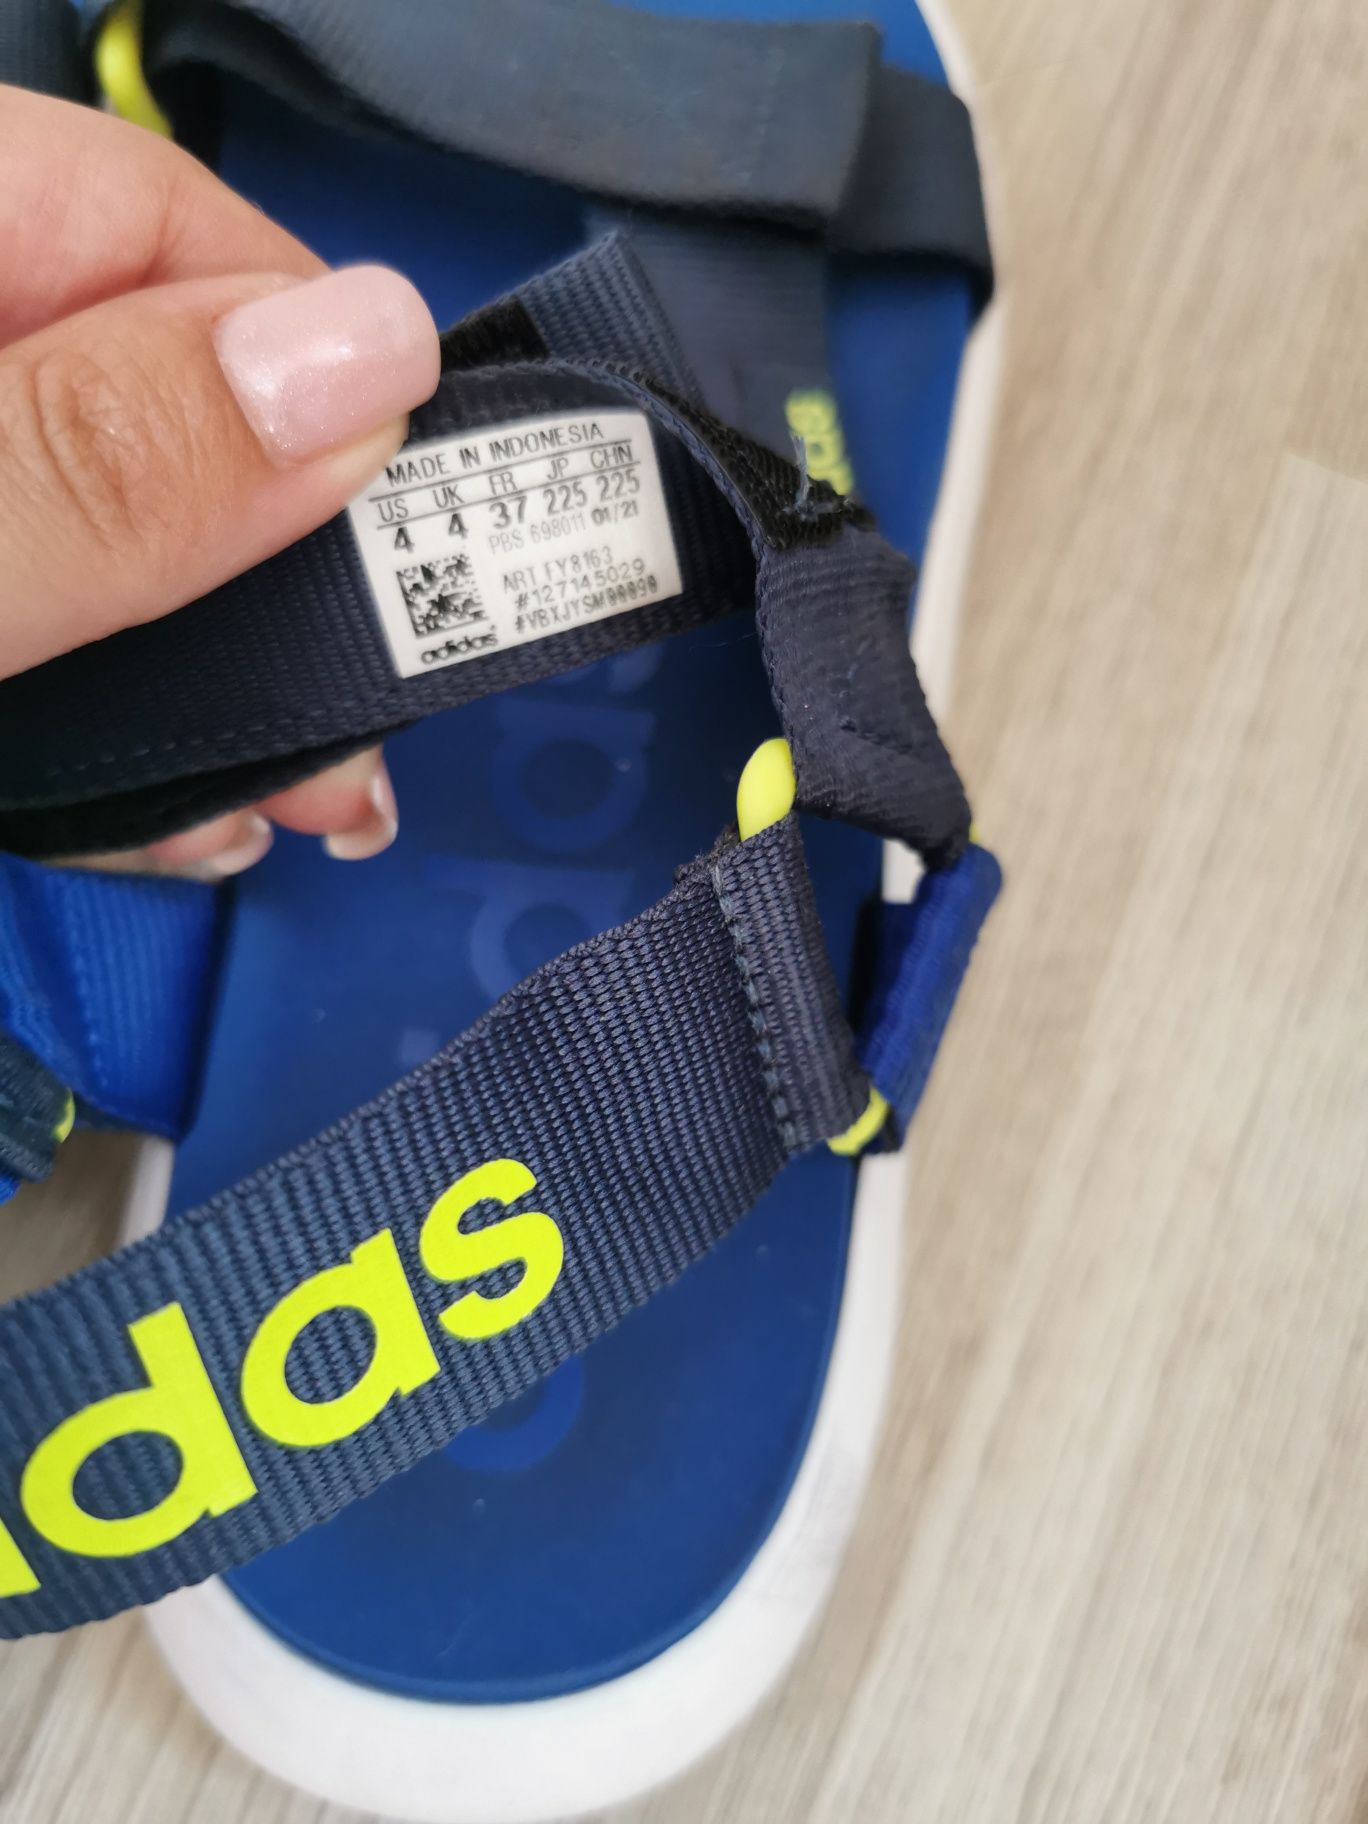 MADE IN INDONESIA
US UK FR JP CHN
4 4 37 225 225
PBS 698011 01/21
ART FY8163
#127145029
adidas
das